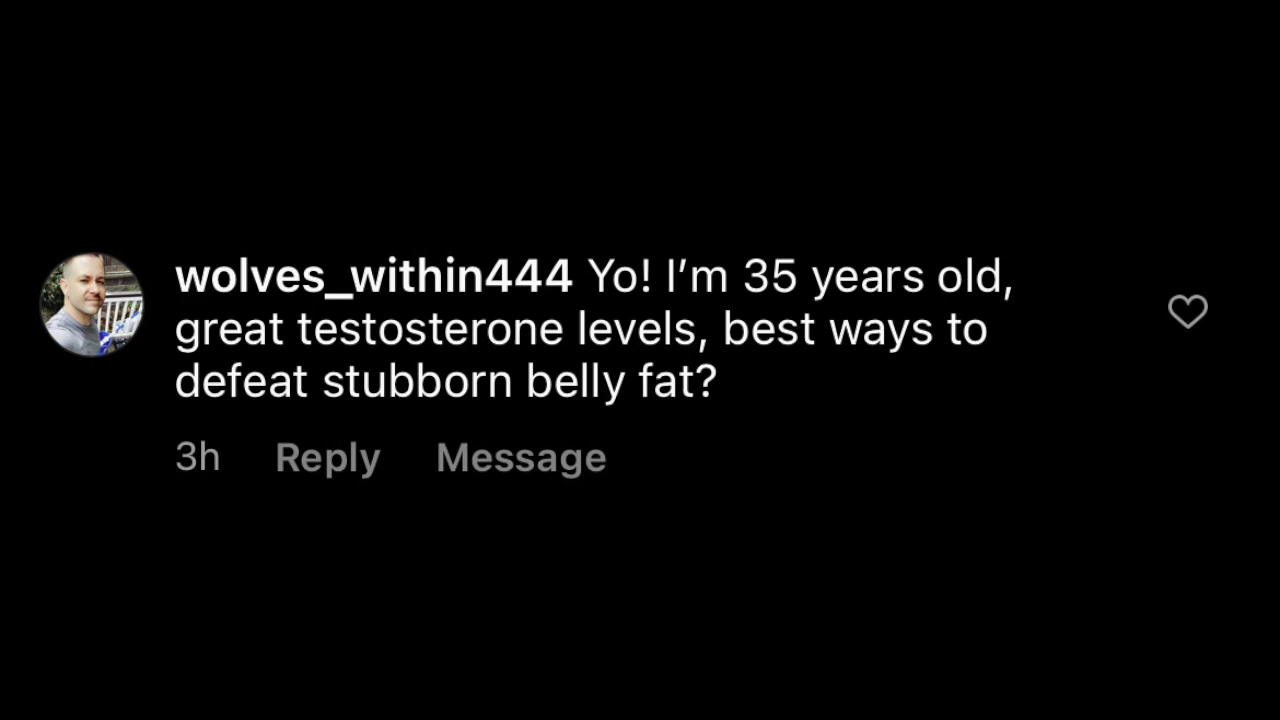 wolves_within444 Yo! I’m 35 years old,
great testosterone levels, best ways to
defeat stubborn belly fat?
3h Reply Message